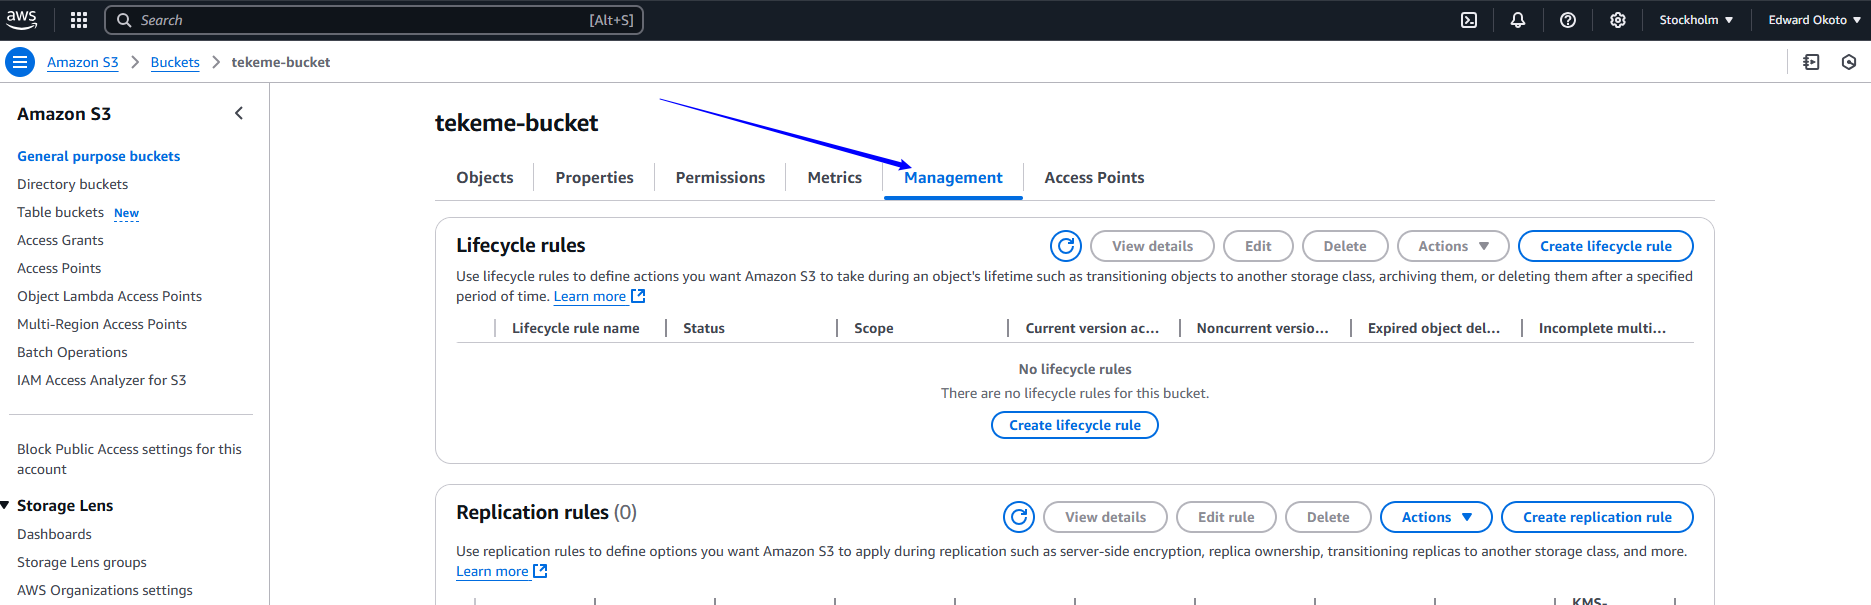 aws
Search [Alt+S] Stockholm Edward Okoto
Amazon S3 Buckets tekeme-bucket
Amazon S3
General purpose buckets
Directory buckets
Table buckets New
Access Grants
Access Points
Object Lambda Access Points
Multi-Region Access Points
Batch Operations
IAM Access Analyzer for S3
Block Public Access settings for this
account
Storage Lens
Dashboards
Storage Lens groups
AWS Organizations settings
tekeme-bucket
Objects Properties Permissions Metrics Management Access Points
Lifecycle rules
View details Edit Delete Actions Create lifecycle rule
Use lifecycle rules to define actions you want Amazon S3 to take during an object's lifetime such as transitioning objects to another storage class, archiving them, or deleting them after a specified
period of time. Learn more
Lifecycle rule name Status Scope Current version ac... Noncurrent versio... Expired object del... Incomplete multi...
No lifecycle rules
There are no lifecycle rules for this bucket.
Create lifecycle rule
Replication rules (0)
View details Edit rule Delete Actions Create replication rule
Use replication rules to define options you want Amazon S3 to apply during replication such as server-side encryption, replica ownership, transitioning replicas to another storage class, and more.
Learn more
KMS-